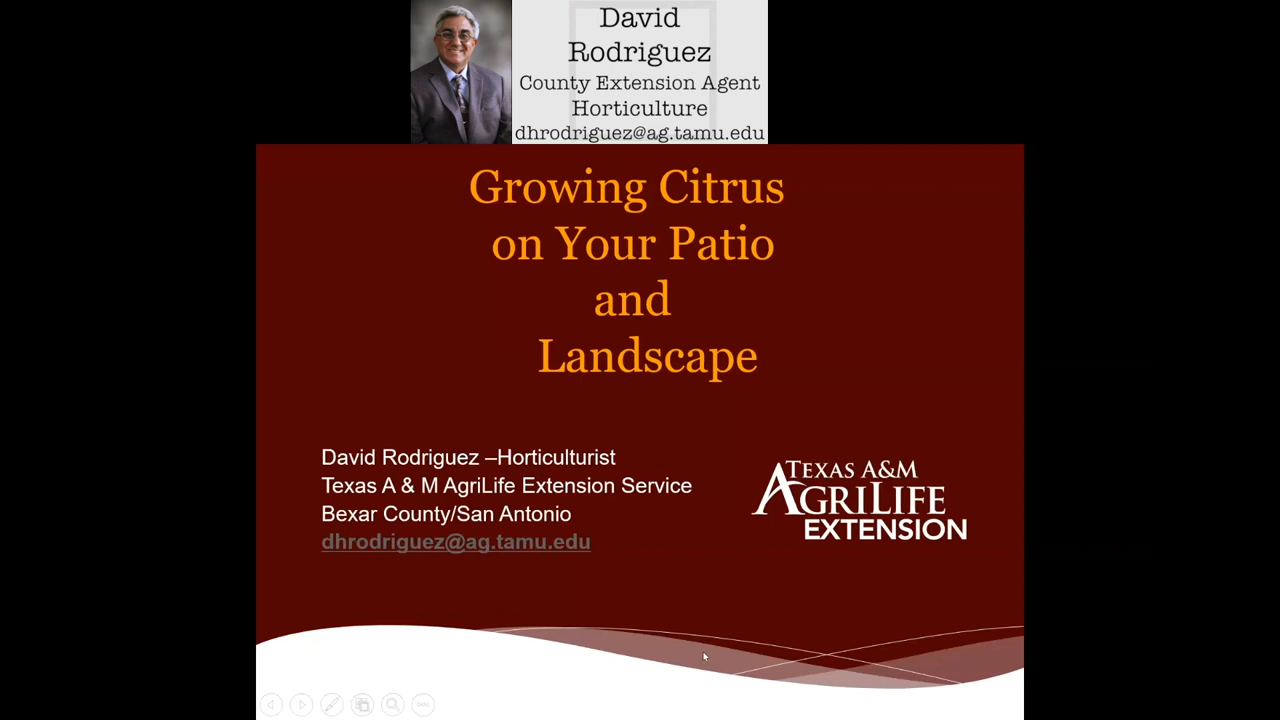 David
Rodriguez
County Extension Agent
Horticulture
dhrodriguez@ag.tamu.edu
Growing Citrus
on Your Patio
and
Landscape
David Rodriguez –Horticulturist
Texas A & M AgriLife Extension Service
Bexar County/San Antonio
dhrodriguez@ag.tamu.edu
TEXAS A&M
AGRILIFE
EXTENSION